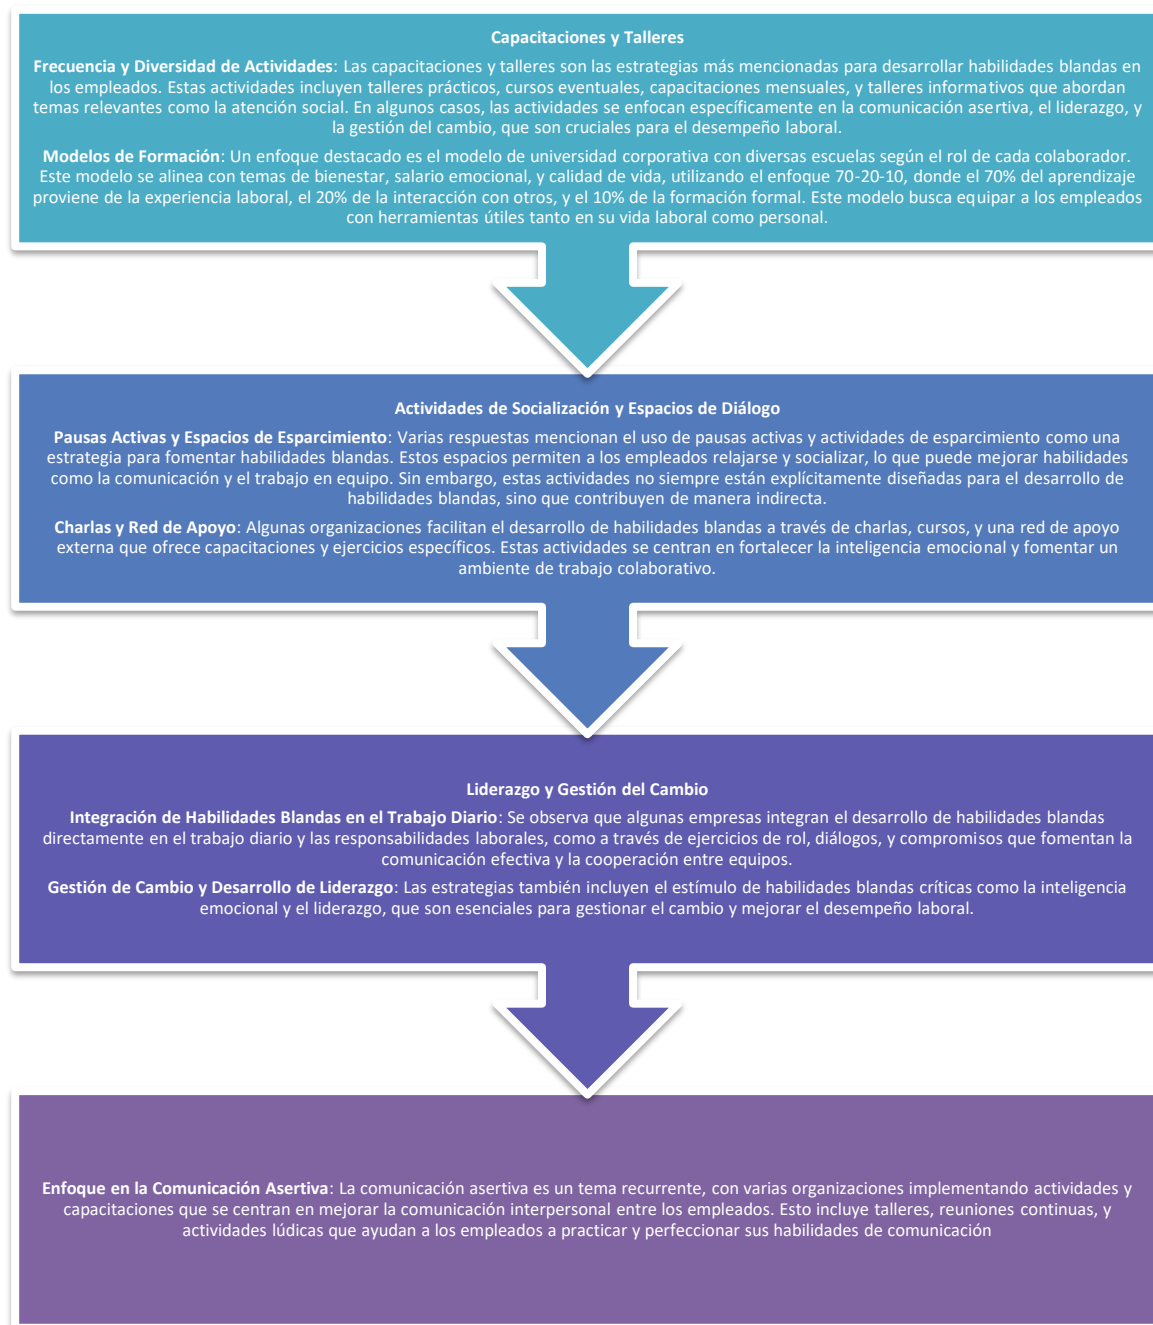 Capacitaciones y Talleres
Frecuencia y Diversidad de Actividades: Las capacitaciones y talleres son las estrategias más mencionadas para desarrollar habilidades blandas en
los empleados. Estas actividades incluyen talleres prácticos, cursos eventuales, capacitaciones mensuales, y talleres informativos que abordan
temas relevantes como la atención social. En algunos casos, las actividades se enfocan específicamente en la comunicación asertiva, el liderazgo, y
la gestión del cambio, que son cruciales para el desempeño laboral.
Modelos de Formación: Un enfoque destacado es el modelo de universidad corporativa con diversas escuelas según el rol de cada colaborador.
Este modelo se alinea con temas de bienestar, salario emocional, y calidad de vida, utilizando el enfoque 70-20-10, donde el 70% del aprendizaje
proviene de la experiencia laboral, el 20% de la interacción con otros, y el 10% de la formación formal. Este modelo busca equipar a los empleados
con herramientas útiles tanto en su vida laboral como personal.
Actividades de Socialización y Espacios de Diálogo
Pausas Activas y Espacios de Esparcimiento: Varias respuestas mencionan el uso de pausas activas y actividades de esparcimiento como una
estrategia para fomentar habilidades blandas. Estos espacios permiten a los empleados relajarse y socializar, lo que puede mejorar habilidades
como la comunicación y el trabajo en equipo. Sin embargo, estas actividades no siempre están explícitamente diseñadas para el desarrollo de
habilidades blandas, sino que contribuyen de manera indirecta.
Charlas y Red de Apoyo: Algunas organizaciones facilitan el desarrollo de habilidades blandas a través de charlas, cursos, y una red de apoyo
externa que ofrece capacitaciones y ejercicios específicos. Estas actividades se centran en fortalecer la inteligencia emocional y fomentar un
ambiente de trabajo colaborativo.
Liderazgo y Gestión del Cambio
Integración de Habilidades Blandas en el Trabajo Diario: Se observa que algunas empresas integran el desarrollo de habilidades blandas
directamente en el trabajo diario y las responsabilidades laborales, como a través de ejercicios de rol, diálogos, y compromisos que fomentan la
comunicación efectiva y la cooperación entre equipos.
Gestión de Cambio y Desarrollo de Liderazgo: Las estrategias también incluyen el estímulo de habilidades blandas críticas como la inteligencia
emocional y el liderazgo, que son esenciales para gestionar el cambio y mejorar el desempeño laboral.
Enfoque en la Comunicación Asertiva: La comunicación asertiva es un tema recurrente, con varias organizaciones implementando actividades y
capacitaciones que se centran en mejorar la comunicación interpersonal entre los empleados. Esto incluye talleres, reuniones continuas, y
actividades lúdicas que ayudan a los empleados a practicar y perfeccionar sus habilidades de comunicación